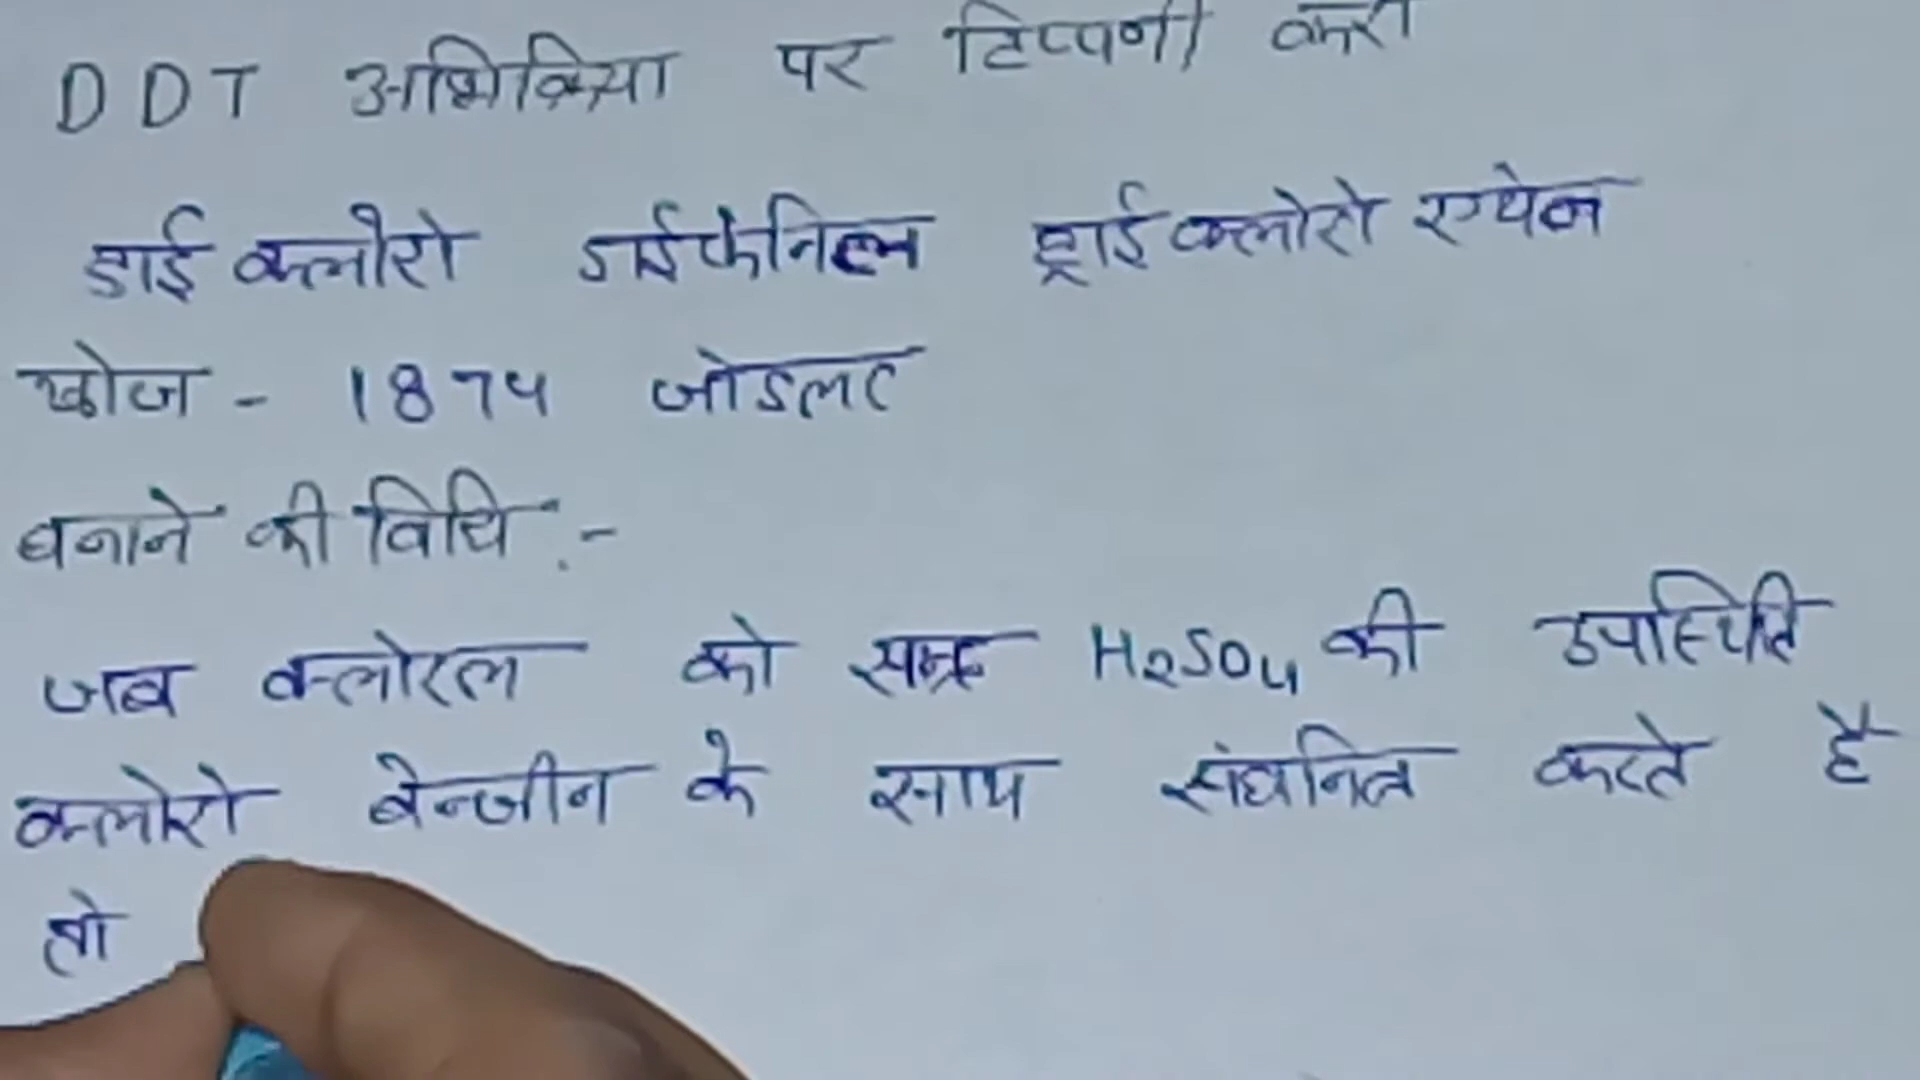 DDT अभिक्रिया पर टिप्पणी करो
डाई क्लोरो डाईफेनिल ट्राईक्लोरो एथेन
खोज - 1874 जोडलर
बनाने की विधि :-
जब क्लोरल को सान्द्र H₂SO₄ की उपस्थिति
क्लोरो बेन्जीन के साथ संघनित करते है
तो